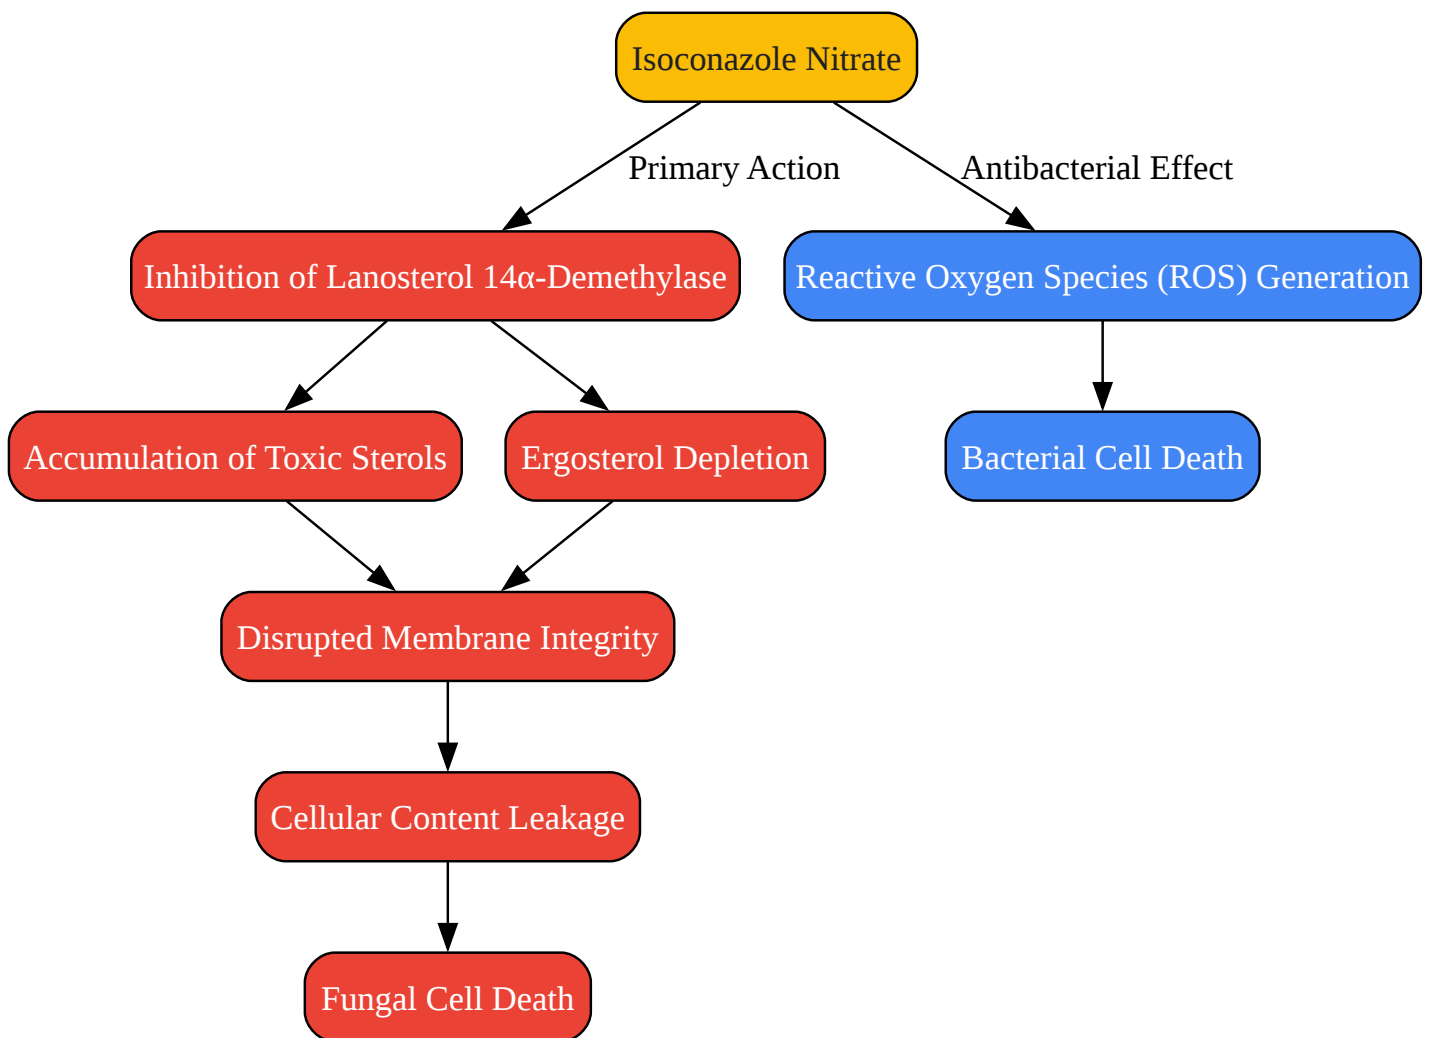 Isoconazole Nitrate
Primary Action
Antibacterial Effect
Inhibition of Lanosterol 14α-Demethylase
Reactive Oxygen Species (ROS) Generation
Accumulation of Toxic Sterols
Ergosterol Depletion
Bacterial Cell Death
Disrupted Membrane Integrity
Cellular Content Leakage
Fungal Cell Death